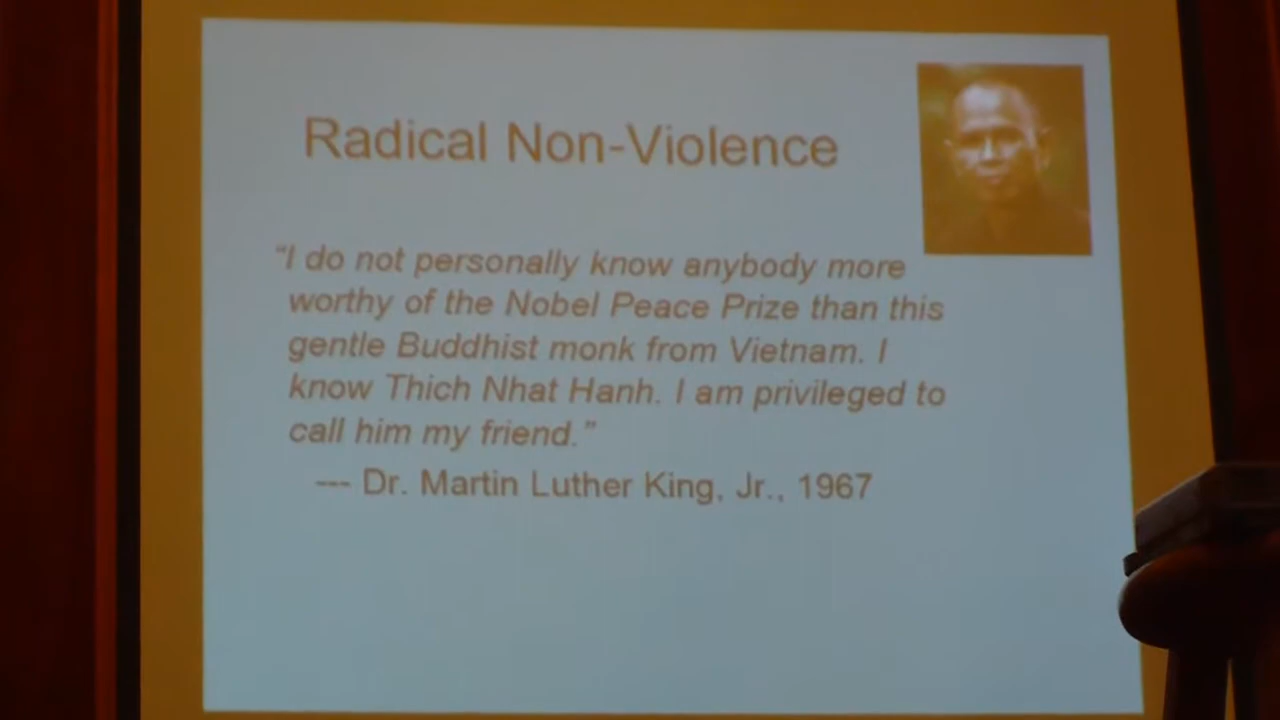 Radical Non-Violence
“I do not personally know anybody more
worthy of the Nobel Peace Prize than this
gentle Buddhist monk from Vietnam. I
know Thich Nhat Hanh. I am privileged to
call him my friend.”
--- Dr. Martin Luther King, Jr., 1967